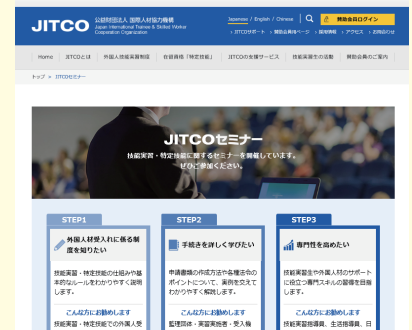 JITCO 公益財団法人 国際人材協力機構
Japan International Trainee & Skilled Worker Cooperation Organization
Japanese / English / Chinese
賛助会員ログイン
JITCOサポート 賛助会員用ページ 採用情報 アクセス お問合わせ
Home JITCOとは 外国人技能実習制度 在留資格「特定技能」 JITCOの支援サービス 技能実習生の活動 賛助会員のご案内
トップ > JITCOセミナー
JITCOセミナー
技能実習・特定技能に関するセミナーを開催しています。
ぜひご参加ください。
STEP1
外国人材受入れに係る制
度を知りたい
技能実習・特定技能の仕組みや基
本的なルールをわかりやすく説明
します。
こんな方にお勧めします
技能実習・特定技能での外国人受
STEP2
手続きを詳しく学びたい
申請書類の作成方法や各種法令の
ポイントについて、実例を交えて
わかりやすく解説します。
こんな方にお勧めします
監理団体・実習実施者・受入機
STEP3
専門性を高めたい
技能実習生や外国人材のサポート
に役立つ専門スキルの習得を目指
します。
こんな方にお勧めします
技能実習指導員、生活指導員、日